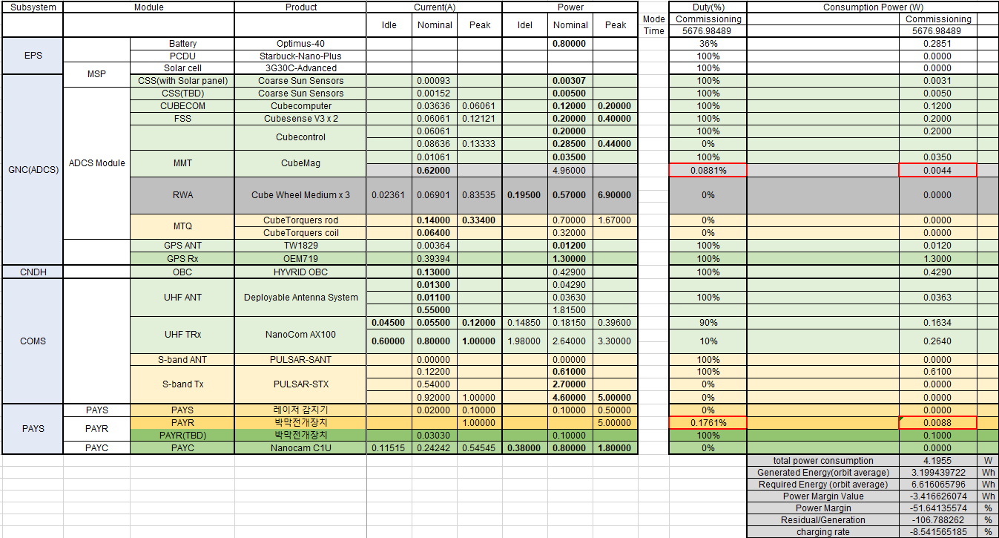 Subsystem Module Product Current(A) Power Duty(%) Consumption Power (W)
Idle Nominal Peak Idel Nominal Peak Mode Commissioning Commissioning
Time 5676.98489 5676.98489
EPS Battery Optimus-40 0.80000 36% 0.2851
PCDU Starbuck-Nano-Plus 100% 0.0000
MSP Solar cell 3G30C-Advanced 100% 0.0000
GNC(ADCS) CSS(with Solar panel) Coarse Sun Sensors 0.00093 0.00307 100% 0.0031
ADCS Module CSS(TBD) Coarse Sun Sensors 0.00152 0.00500 100% 0.0050
CUBECOM Cubecomputer 0.03636 0.06061 0.12000 0.20000 100% 0.1200
FSS Cubesense V3 x 2 0.06061 0.12121 0.20000 0.40000 100% 0.2000
Cubecontrol 0.06061 0.20000 100% 0.2000
0.08636 0.13333 0.28500 0.44000 0%
MMT CubeMag 0.01061 0.03500 100% 0.0350
0.62000 4.96000 0.0881% 0.0044
RWA Cube Wheel Medium x 3 0.02361 0.06901 0.83535 0.19500 0.57000 6.90000 0% 0.0000
MTQ CubeTorquers rod 0.14000 0.33400 0.70000 1.67000 0% 0.0000
CubeTorquers coil 0.06400 0.32000 0% 0.0000
GPS ANT TW1829 0.00364 0.01200 100% 0.0120
GPS Rx OEM719 0.39394 1.30000 100% 1.3000
CNDH OBC HYVRID OBC 0.13000 0.42900 100% 0.4290
COMS UHF ANT Deployable Antenna System 0.01300 0.04290
0.01100 0.03630 100% 0.0363
0.55000 1.81500
UHF TRx NanoCom AX100 0.04500 0.05500 0.12000 0.14850 0.18150 0.39600 90% 0.1634
0.60000 0.80000 1.00000 1.98000 2.64000 3.30000 10% 0.2640
S-band ANT PULSAR-SANT 0.00000 0.00000 100% 0.0000
S-band Tx PULSAR-STX 0.12200 0.61000 100% 0.6100
0.54000 2.70000 0% 0.0000
0.92000 1.00000 4.60000 5.00000 0% 0.0000
PAYS PAYS PAYS 레이저 감지기 0.02000 0.10000 0.10000 0.50000 0% 0.0000
PAYR PAYR 박막전개장치 1.00000 5.00000 0.1761% 0.0088
PAYR(TBD) 박막전개장치 0.03030 0.10000 100% 0.1000
PAYC PAYC Nanocam C1U 0.11515 0.24242 0.54545 0.38000 0.80000 1.80000 0% 0.0000
total power consumption 4.1955 W
Generated Energy(orbit average) 3.199439722 Wh
Required Energy (orbit average) 6.616065796 Wh
Power Margin Value -3.416626074 Wh
Power Margin -51.64135574 %
Residual/Generation -106.788262 %
charging rate -8.541565185 %